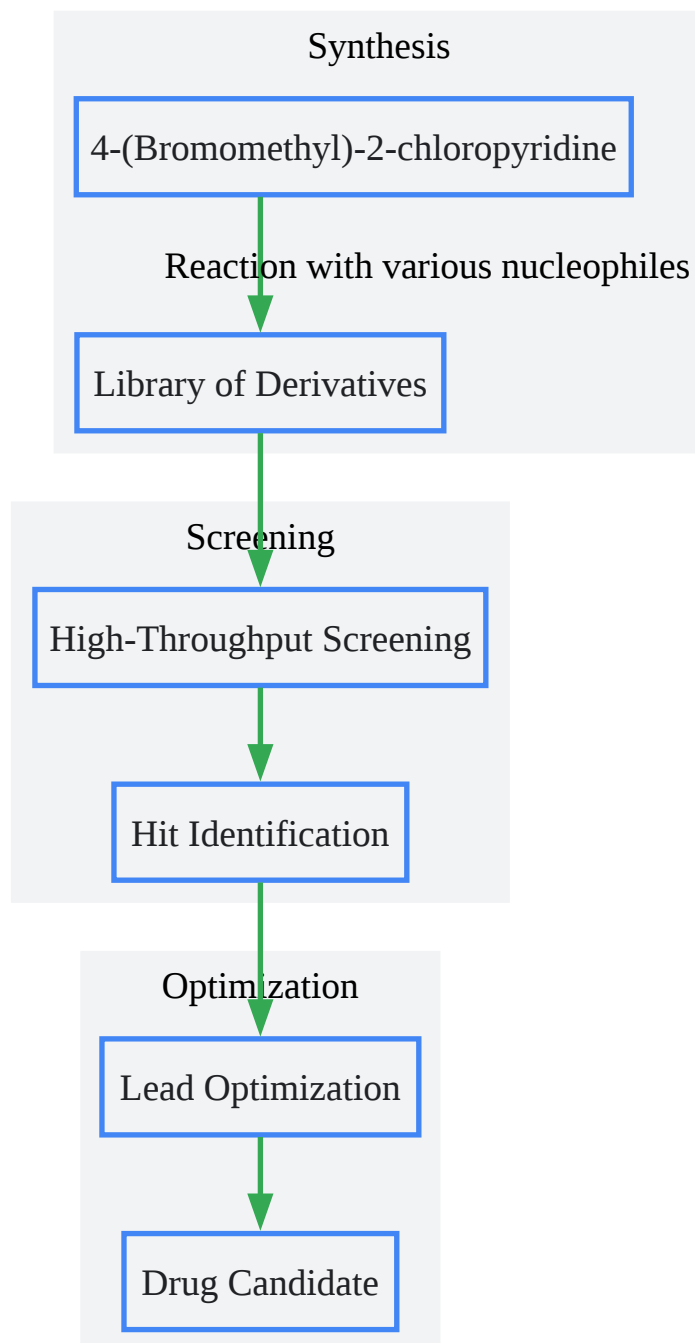 Synthesis
4-(Bromomethyl)-2-chloropyridine
Reaction with various nucleophiles
Library of Derivatives
Screening
High-Throughput Screening
Hit Identification
Optimization
Lead Optimization
Drug Candidate